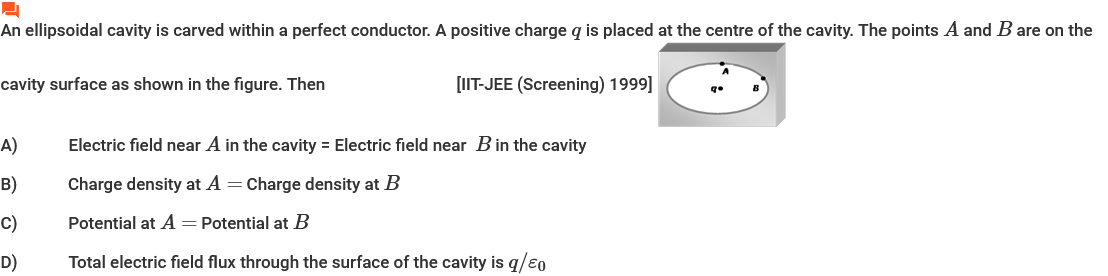 An ellipsoidal cavity is carved within a perfect conductor. A positive charge q is placed at the centre of the cavity. The points A and B are on the
cavity surface as shown in the figure. Then [IIT-JEE (Screening) 1999]
A
q B
A) Electric field near A in the cavity = Electric field near B in the cavity
B) Charge density at A = Charge density at B
C) Potential at A = Potential at B
D) Total electric field flux through the surface of the cavity is q/ε₀